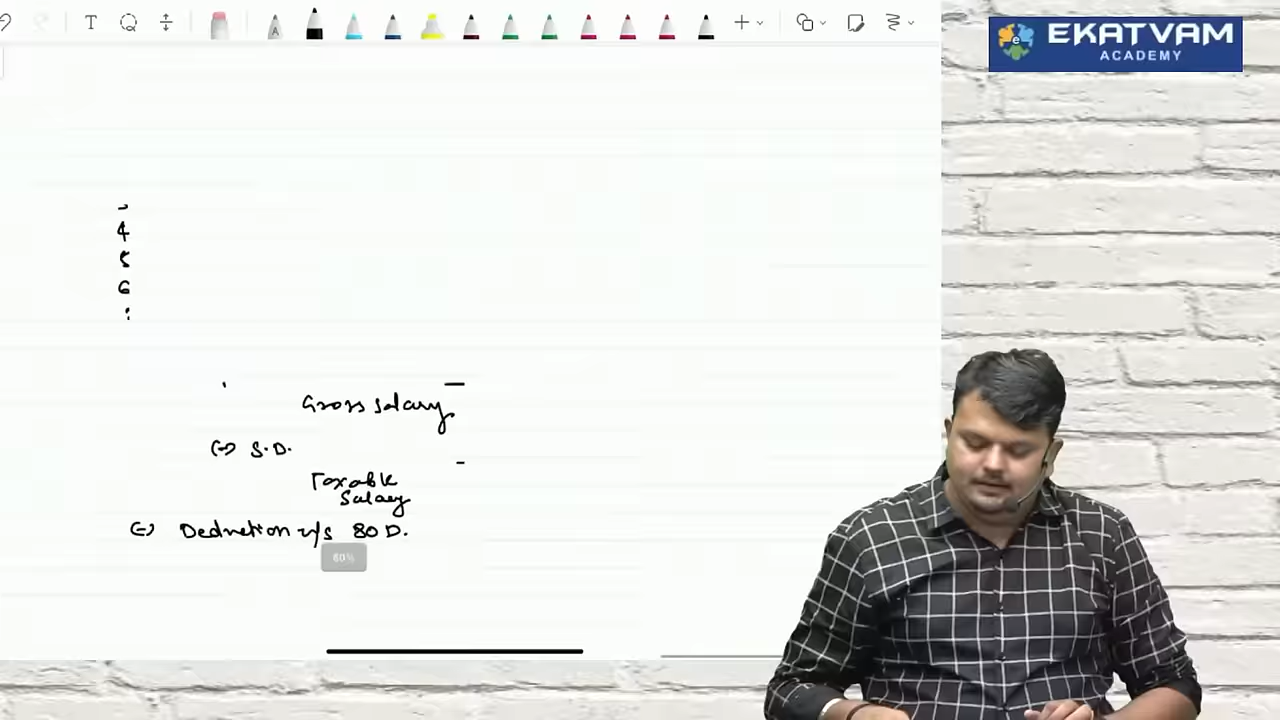 A
EKATVAM
ACADEMY
4
5
6
:
Gross Salary
(-) S.D.
Taxable
Salary
(-) Deduction u/s 80 D.
60%